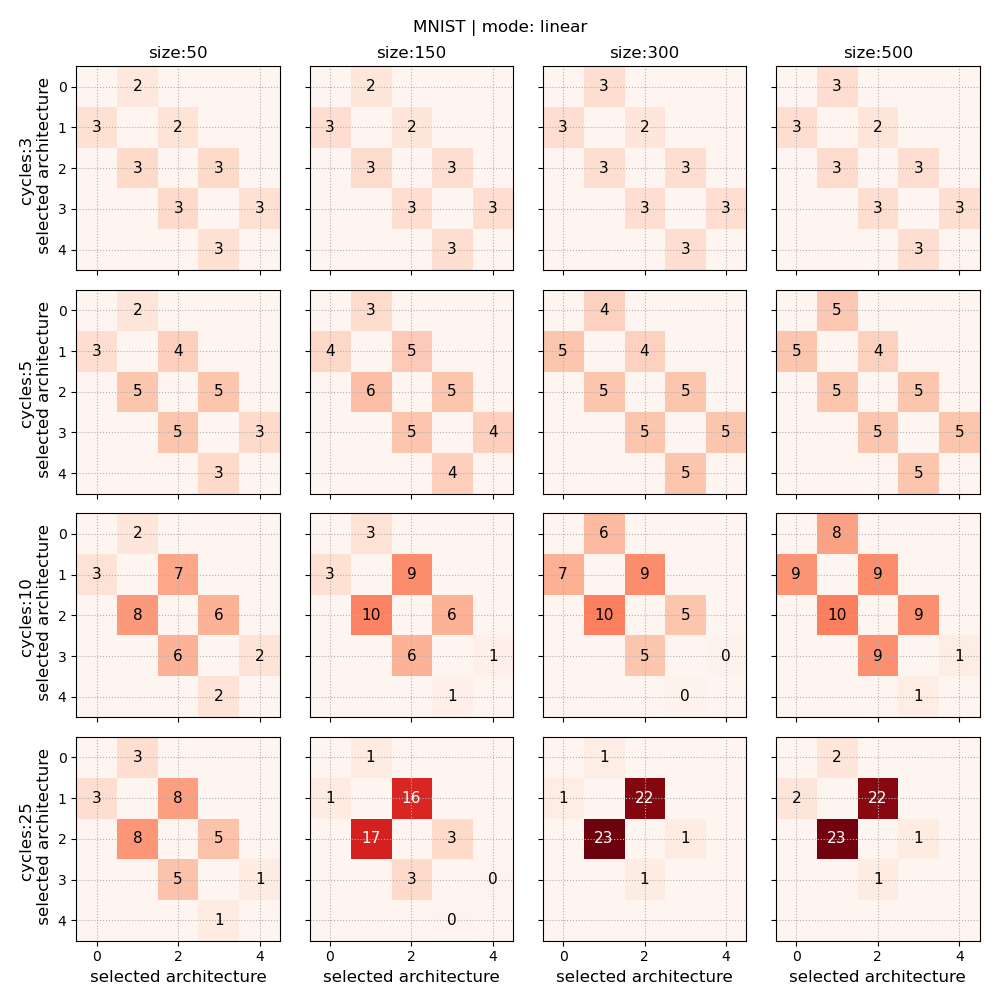 MNIST | mode: linear
size:50 size:150 size:300 size:500
cycles:3
selected architecture
0 2 2 3 3
1 3 2 3 2 3 2 3 2
2 3 3 3 3 3 3 3 3
3 3 3 3 3 3 3 3 3
4 3 3 3 3
cycles:5
selected architecture
0 2 3 4 5
1 3 4 4 5 5 4 5 4
2 5 5 6 5 5 5 5 5
3 5 3 5 4 5 5 5 5
4 3 4 5 5
cycles:10
selected architecture
0 2 3 6 8
1 3 7 3 9 7 9 9 9
2 8 6 10 6 10 5 10 9
3 6 2 6 1 5 0 9 1
4 2 1 0 1
cycles:25
selected architecture
0 3 1 1 2
1 3 8 1 16 1 22 2 22
2 8 5 17 3 23 1 23 1
3 5 1 3 0 1 1
4 1 0
0 2 4 0 2 4 0 2 4 0 2 4
selected architecture selected architecture selected architecture selected architecture